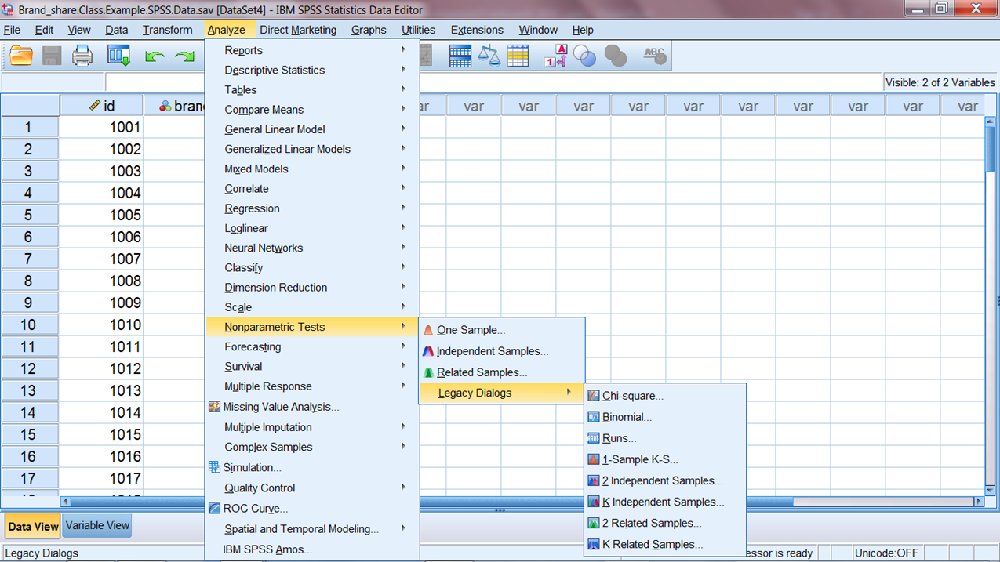 Brand_share.Class.Example.SPSS.Data.sav [DataSet4] - IBM SPSS Statistics Data Editor
File Edit View Data Transform Analyze Direct Marketing Graphs Utilities Extensions Window Help
Visible: 2 of 2 Variables
id bran var var var var var var var var var var
1 1001
2 1002
3 1003
4 1004
5 1005
6 1006
7 1007
8 1008
9 1009
10 1010
11 1011
12 1012
13 1013
14 1014
15 1015
16 1016
17 1017
Reports
Descriptive Statistics
Tables
Compare Means
General Linear Model
Generalized Linear Models
Mixed Models
Correlate
Regression
Loglinear
Neural Networks
Classify
Dimension Reduction
Scale
Nonparametric Tests
Forecasting
Survival
Multiple Response
Missing Value Analysis...
Multiple Imputation
Complex Samples
Simulation...
Quality Control
ROC Curve...
Spatial and Temporal Modeling...
IBM SPSS Amos...
One Sample...
Independent Samples...
Related Samples...
Legacy Dialogs
Chi-square...
Binomial...
Runs...
1-Sample K-S...
2 Independent Samples...
K Independent Samples...
2 Related Samples...
K Related Samples...
Data View Variable View
Legacy Dialogs
essor is ready Unicode:OFF